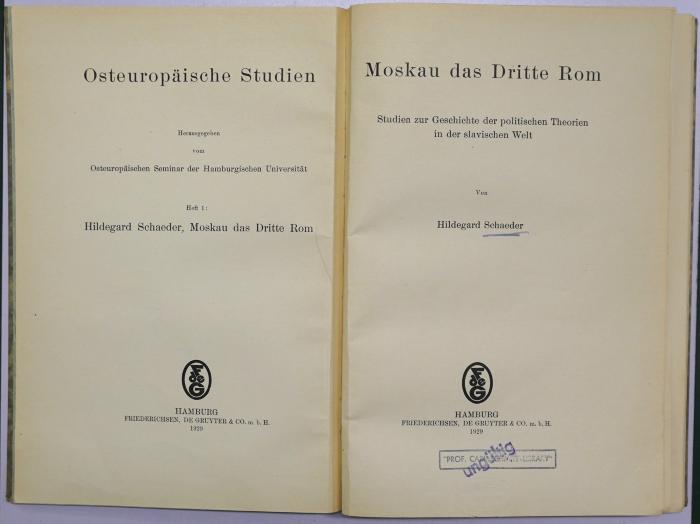 Osteuropäische Studien
Herausgegeben
vom
Osteuropäischen Seminar der Hamburgischen Universität
Heft 1:
Hildegard Schaeder, Moskau das Dritte Rom
HAMBURG
FRIEDERICHSEN, DE GRUYTER & CO. m. b. H.
1929
Moskau das Dritte Rom
Studien zur Geschichte der politischen Theorien
in der slavischen Welt
Von
Hildegard Schaeder
HAMBURG
FRIEDERICHSEN, DE GRUYTER & CO. m. b. H.
1929
"PROF. LIBRARY"
ungültig